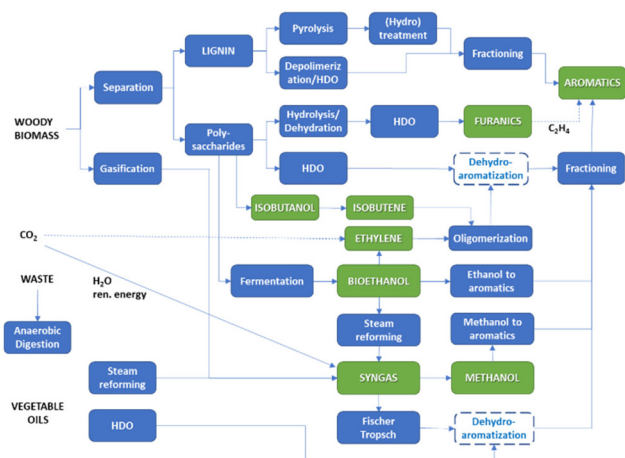 Pyrolysis
(Hydro)
treatment
LIGNIN
Fractioning
Separation
Depolimeriz
ation/HDO
AROMATICS
WOODY
BIOMASS
Poly-
saccharides
Hydrolysis/
Dehydration
HDO
FURANICS
C₂H₄
Gasification
HDO
Dehydro-
aromatization
Fractioning
ISOBUTANOL
ISOBUTENE
CO₂
ETHYLENE
Oligomerization
WASTE
H₂O
ren. energy
Fermentation
BIOETHANOL
Ethanol to
aromatics
Anaerobic
Digestion
Steam
reforming
Methanol to
aromatics
Steam
reforming
SYNGAS
METHANOL
VEGETABLE
OILS
HDO
Fischer
Tropsch
Dehydro-
aromatization